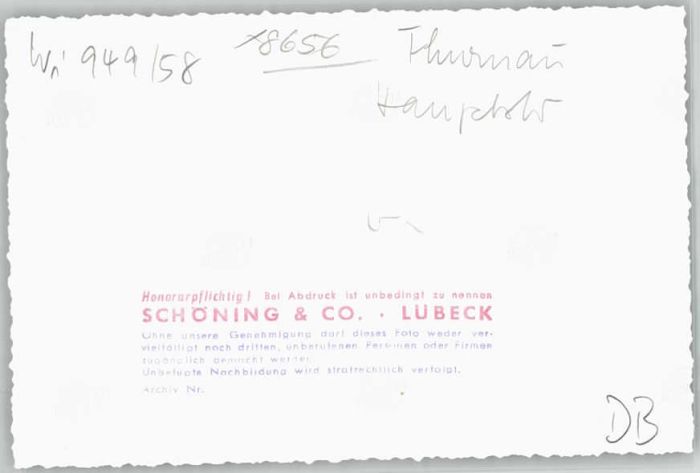 Wi 949/58 18656 Thurnau
Hauptstr
Honorarpflichtig! Bei Abdruck ist unbedingt zu nennen
SCHÖNING & CO. · LÜBECK
Ohne unsere Genehmigung darf dieses Foto weder ver-
vielfältigt noch dritten, unberufenen Personen oder Firmen
zugänglich gemacht werden.
Unbefugte Nachbildung wird strafrechtlich verfolgt.
Archiv Nr.
DB